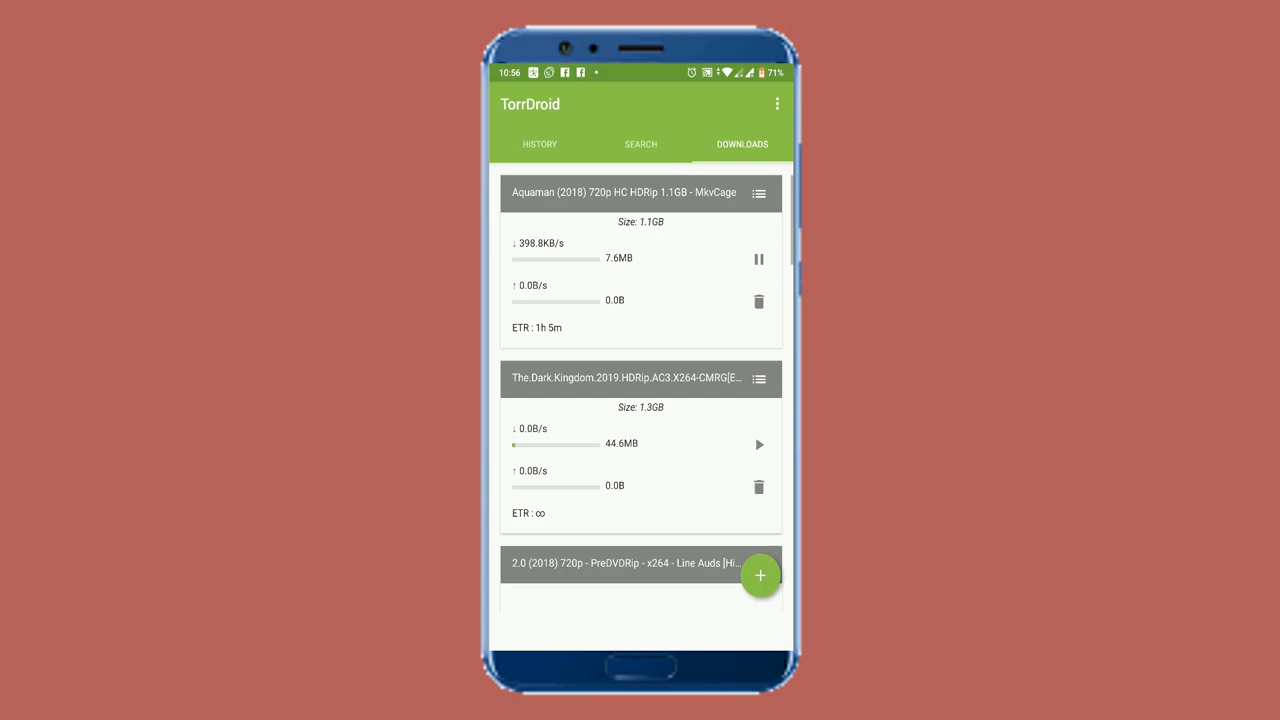 10:56 71%
TorrDroid
HISTORY SEARCH DOWNLOADS
Aquaman (2018) 720p HC HDRip 1.1GB - MkvCage
Size: 1.1GB
↓ 398.8KB/s
7.6MB
↑ 0.0B/s
0.0B
ETR : 1h 5m
The.Dark.Kingdom.2019.HDRip.AC3.X264-CMRG[E...
Size: 1.3GB
↓ 0.0B/s
44.6MB
↑ 0.0B/s
0.0B
ETR : ∞
2.0 (2018) 720p - PreDVDRip - x264 - Line Auds [Hi...